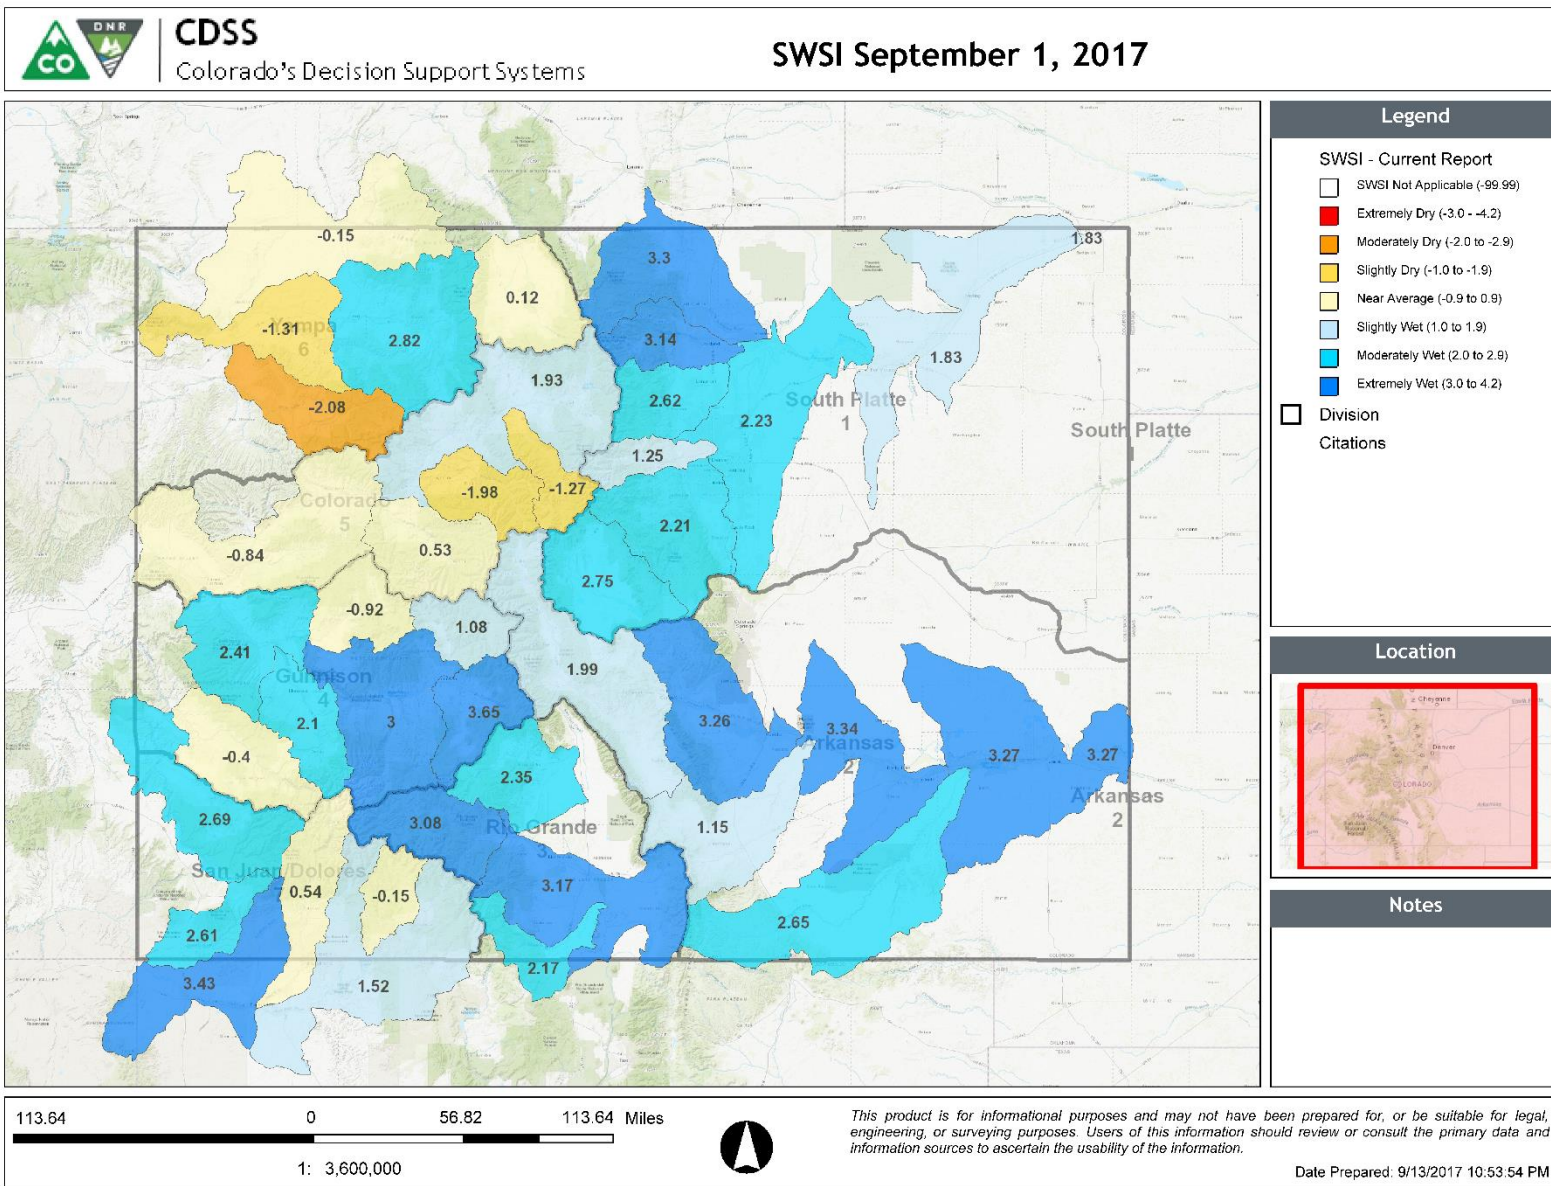 DNR
CO
CDSS
Colorado's Decision Support Systems
SWSI September 1, 2017
Legend
SWSI - Current Report
SWSI Not Applicable (-99.99)
Extremely Dry (-3.0 - -4.2)
Moderately Dry (-2.0 to -2.9)
Slightly Dry (-1.0 to -1.9)
Near Average (-0.9 to 0.9)
Slightly Wet (1.0 to 1.9)
Moderately Wet (2.0 to 2.9)
Extremely Wet (3.0 to 4.2)
Division
Citations
Location
Notes
-0.15
1.83
3.3
0.12
-1.31
Yampa
6
2.82
3.14
1.83
1.93
-2.08
2.62
2.23
South Platte
1
South Platte
1.25
-1.98
-1.27
Colorado
5
2.21
-0.84
0.53
2.75
-0.92
1.08
2.41
1.99
Gunnison
4
2.1
3
3.65
3.26
3.34
Arkansas
2
3.27
3.27
-0.4
2.35
Arkansas
2
2.69
3.08
Rio Grande
3
1.15
San Juan/Dolores
0.54
-0.15
3.17
2.61
2.65
2.17
3.43
1.52
113.64
0
56.82
113.64 Miles
1: 3,600,000
This product is for informational purposes and may not have been prepared for, or be suitable for legal,
engineering, or surveying purposes. Users of this information should review or consult the primary data and
information sources to ascertain the usability of the information.
Date Prepared: 9/13/2017 10:53:54 PM